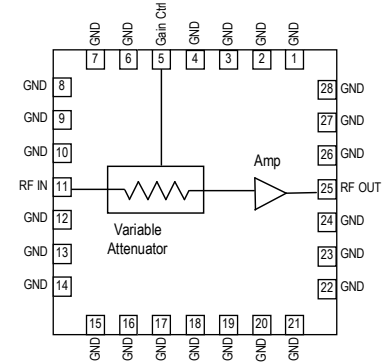 GND GND Gain Ctrl GND GND GND GND
7 6 5 4 3 2 1
GND 8
GND 9
GND 10
RF IN 11
GND 12
GND 13
GND 14
28 GND
27 GND
26 GND
25 RF OUT
24 GND
23 GND
22 GND
Amp
Variable
Attenuator
15 16 17 18 19 20 21
GND GND GND GND GND GND GND